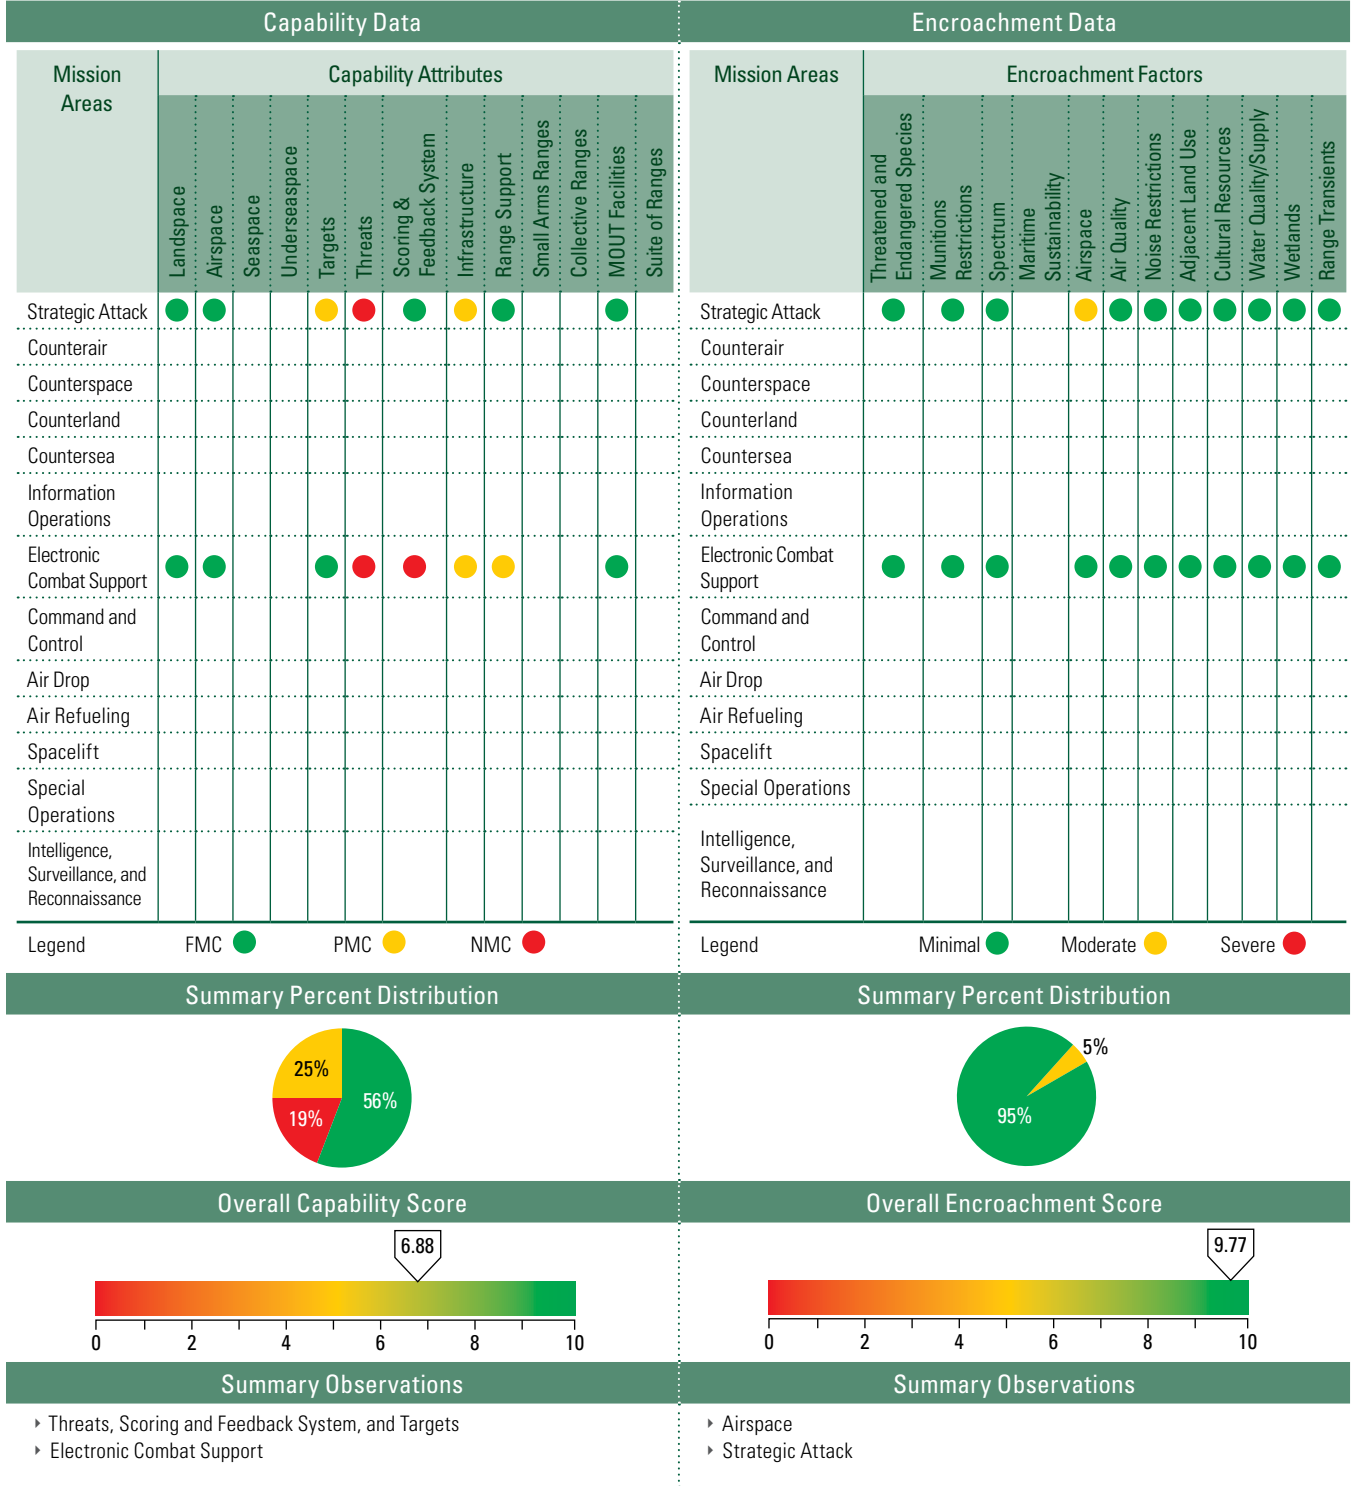 Capability Data
Mission
Areas
Capability Attributes
Landspace
Airspace
Seaspace
Underseaspace
Targets
Threats
Scoring &
Feedback System
Infrastructure
Range Support
Small Arms Ranges
Collective Ranges
MOUT Facilities
Suite of Ranges
Strategic Attack
Counterair
Counterspace
Counterland
Countersea
Information
Operations
Electronic
Combat Support
Command and
Control
Air Drop
Air Refueling
Spacelift
Special
Operations
Intelligence,
Surveillance, and
Reconnaissance
Legend FMC PMC NMC
Summary Percent Distribution
25%
56%
19%
Overall Capability Score
6.88
0 2 4 6 8 10
Summary Observations
‣ Threats, Scoring and Feedback System, and Targets
‣ Electronic Combat Support
Encroachment Data
Mission Areas
Encroachment Factors
Threatened and
Endangered Species
Munitions
Restrictions
Spectrum
Maritime
Sustainability
Airspace
Air Quality
Noise Restrictions
Adjacent Land Use
Cultural Resources
Water Quality/Supply
Wetlands
Range Transients
Strategic Attack
Counterair
Counterspace
Counterland
Countersea
Information
Operations
Electronic Combat
Support
Command and
Control
Air Drop
Air Refueling
Spacelift
Special Operations
Intelligence,
Surveillance, and
Reconnaissance
Legend Minimal Moderate Severe
Summary Percent Distribution
5%
95%
Overall Encroachment Score
9.77
0 2 4 6 8 10
Summary Observations
‣ Airspace
‣ Strategic Attack